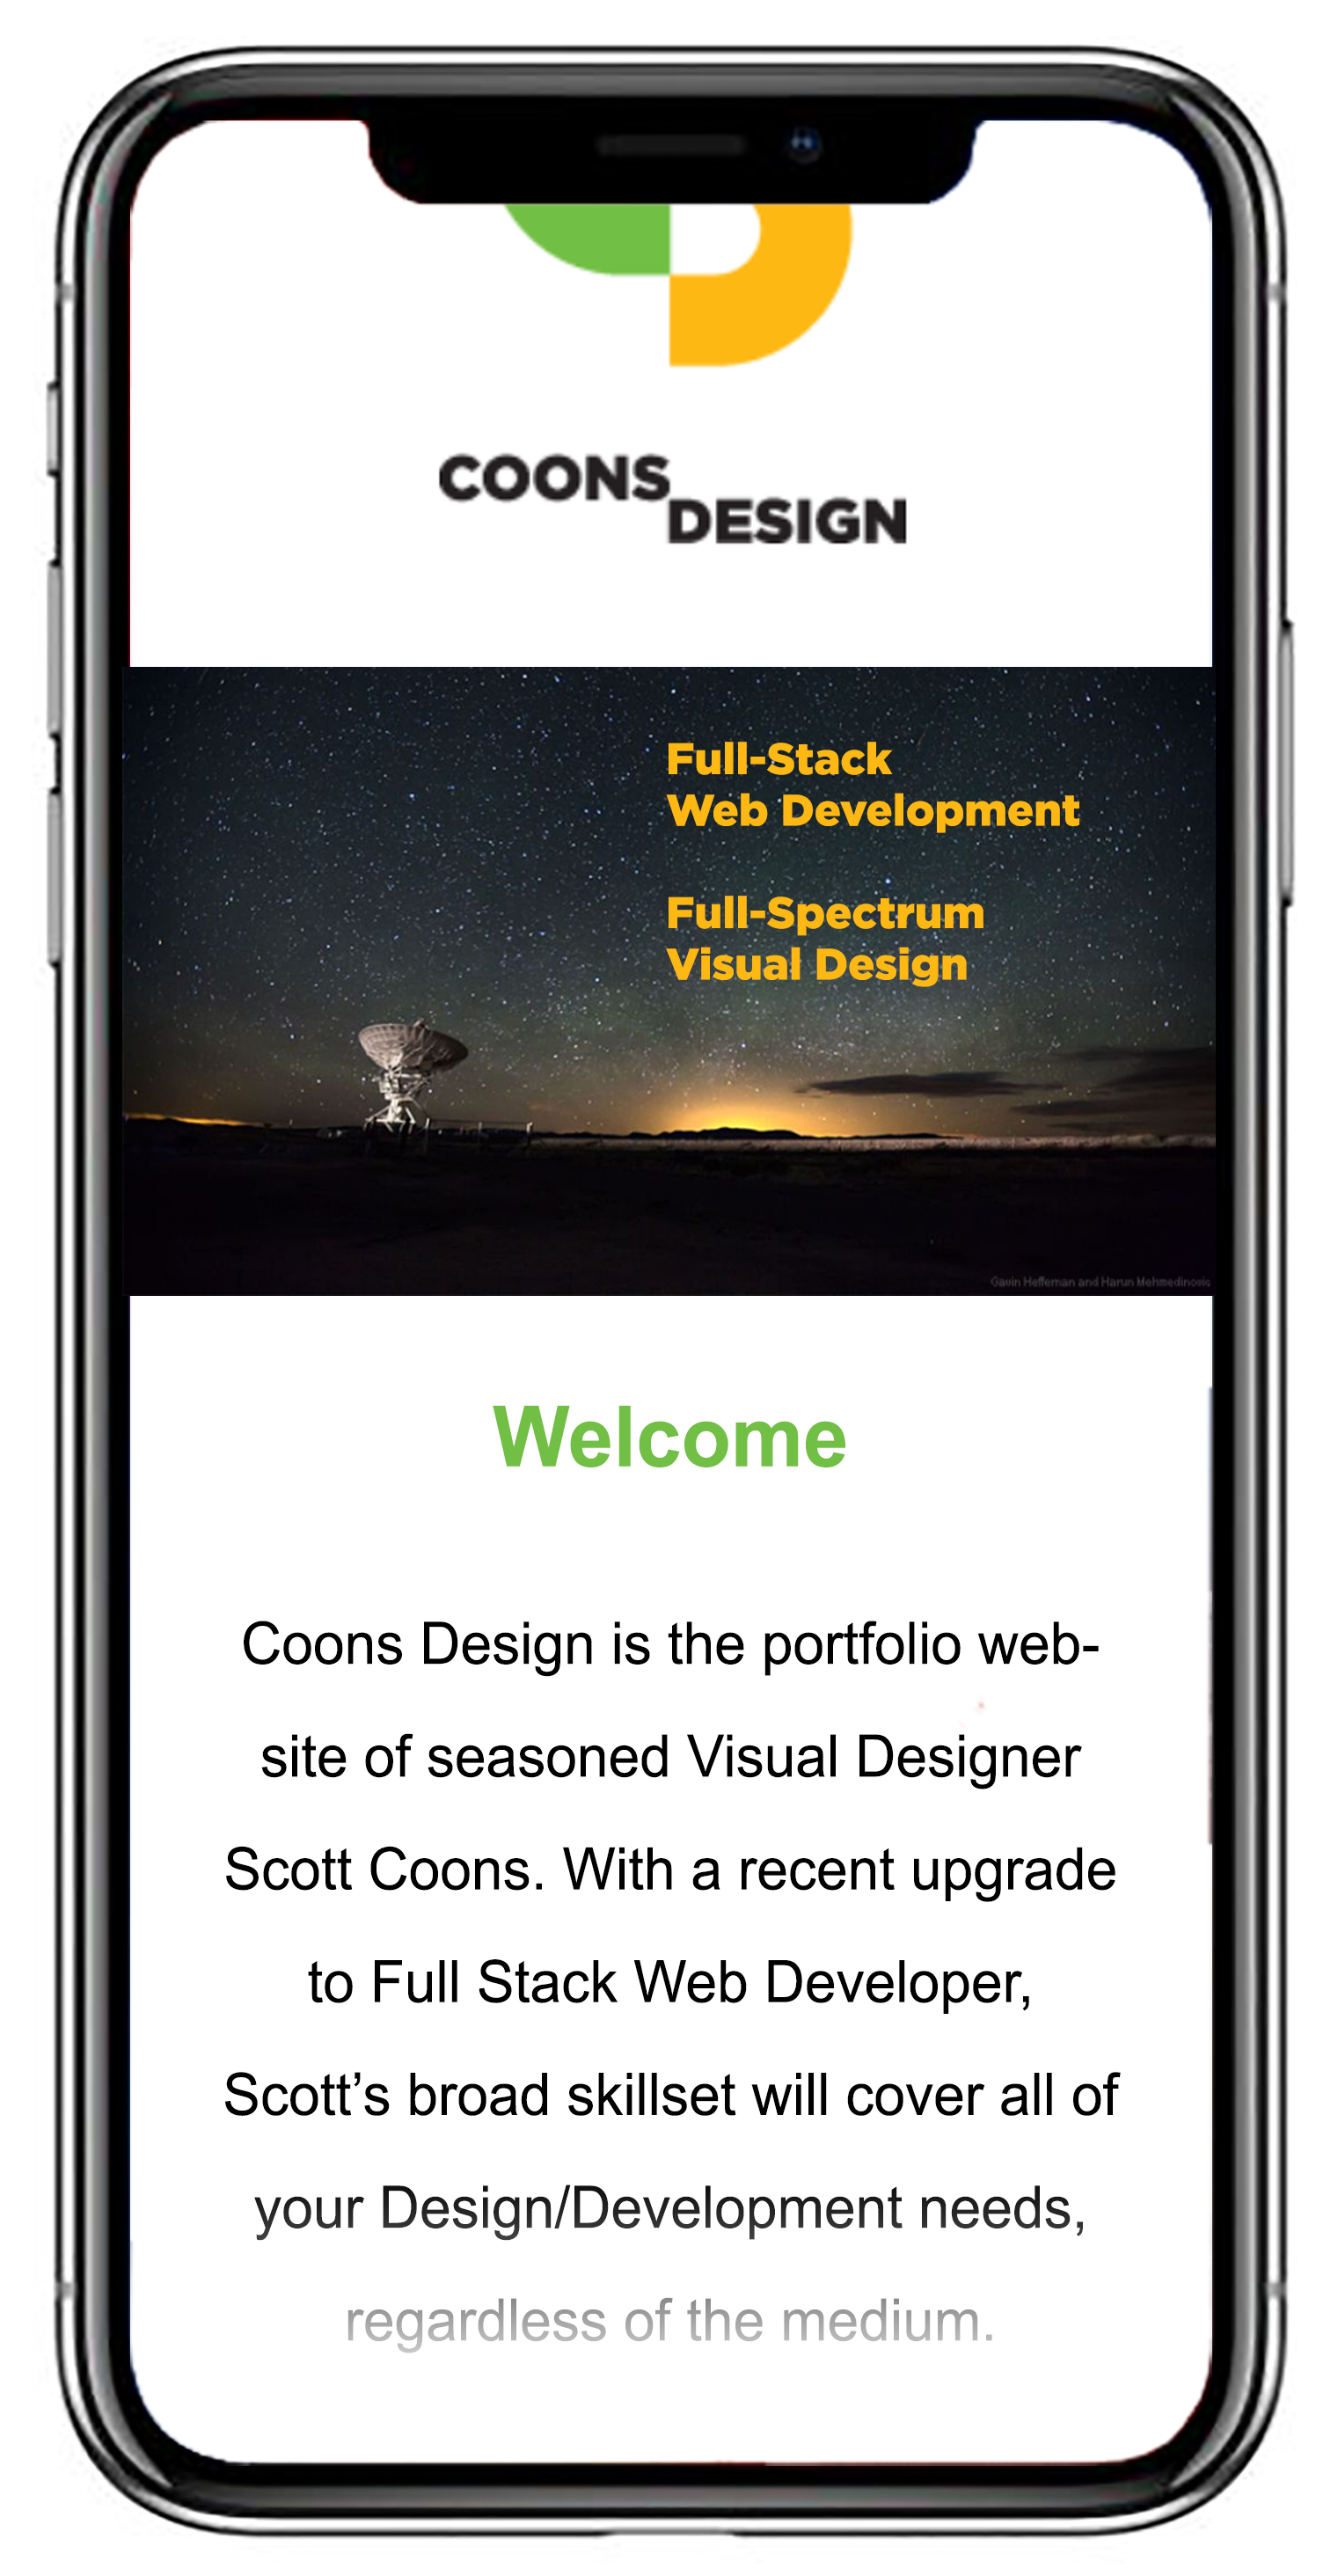 COONS
DESIGN
Full-Stack
Web Development
Full-Spectrum
Visual Design
Gavin Heffernan and Harun Mehmedinovic
Welcome
Coons Design is the portfolio web-
site of seasoned Visual Designer
Scott Coons. With a recent upgrade
to Full Stack Web Developer,
Scott’s broad skillset will cover all of
your Design/Development needs,
regardless of the medium.